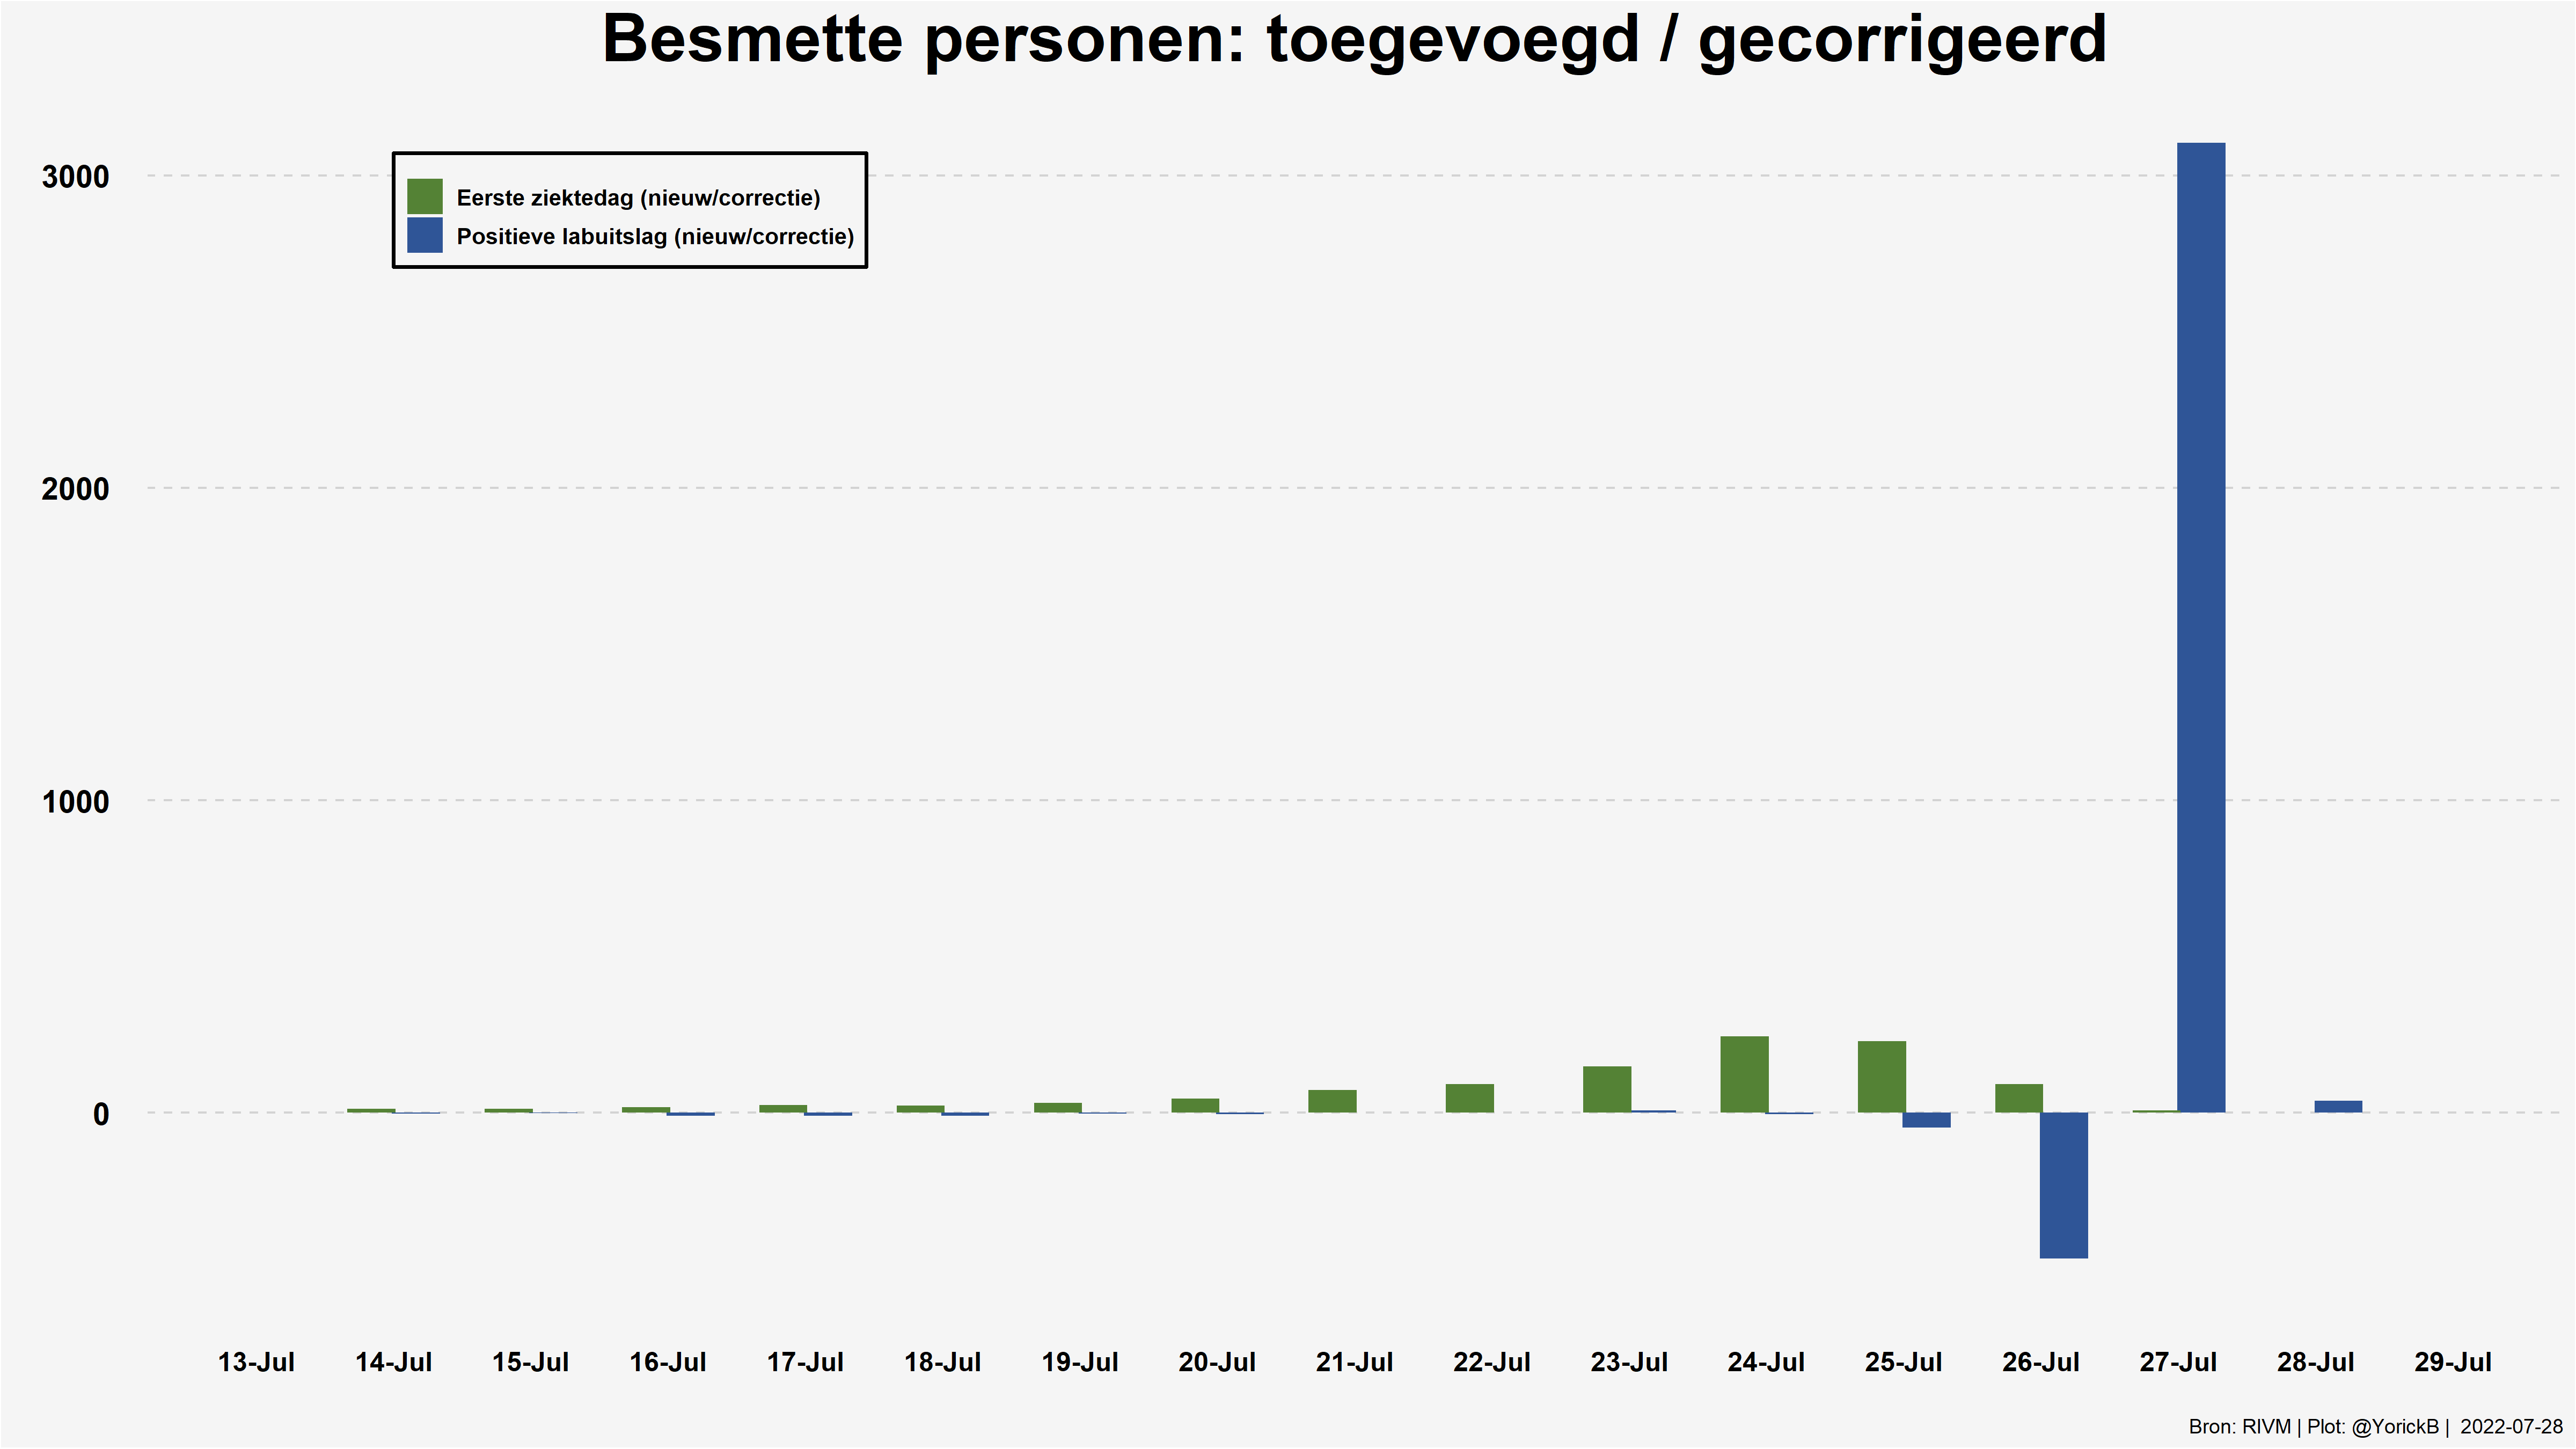 Besmette personen: toegevoegd / gecorrigeerd
3000
Eerste ziektedag (nieuw/correctie)
Positieve labuitslag (nieuw/correctie)
2000
1000
0
13-Jul 14-Jul 15-Jul 16-Jul 17-Jul 18-Jul 19-Jul 20-Jul 21-Jul 22-Jul 23-Jul 24-Jul 25-Jul 26-Jul 27-Jul 28-Jul 29-Jul
Bron: RIVM | Plot: @YorickB | 2022-07-28